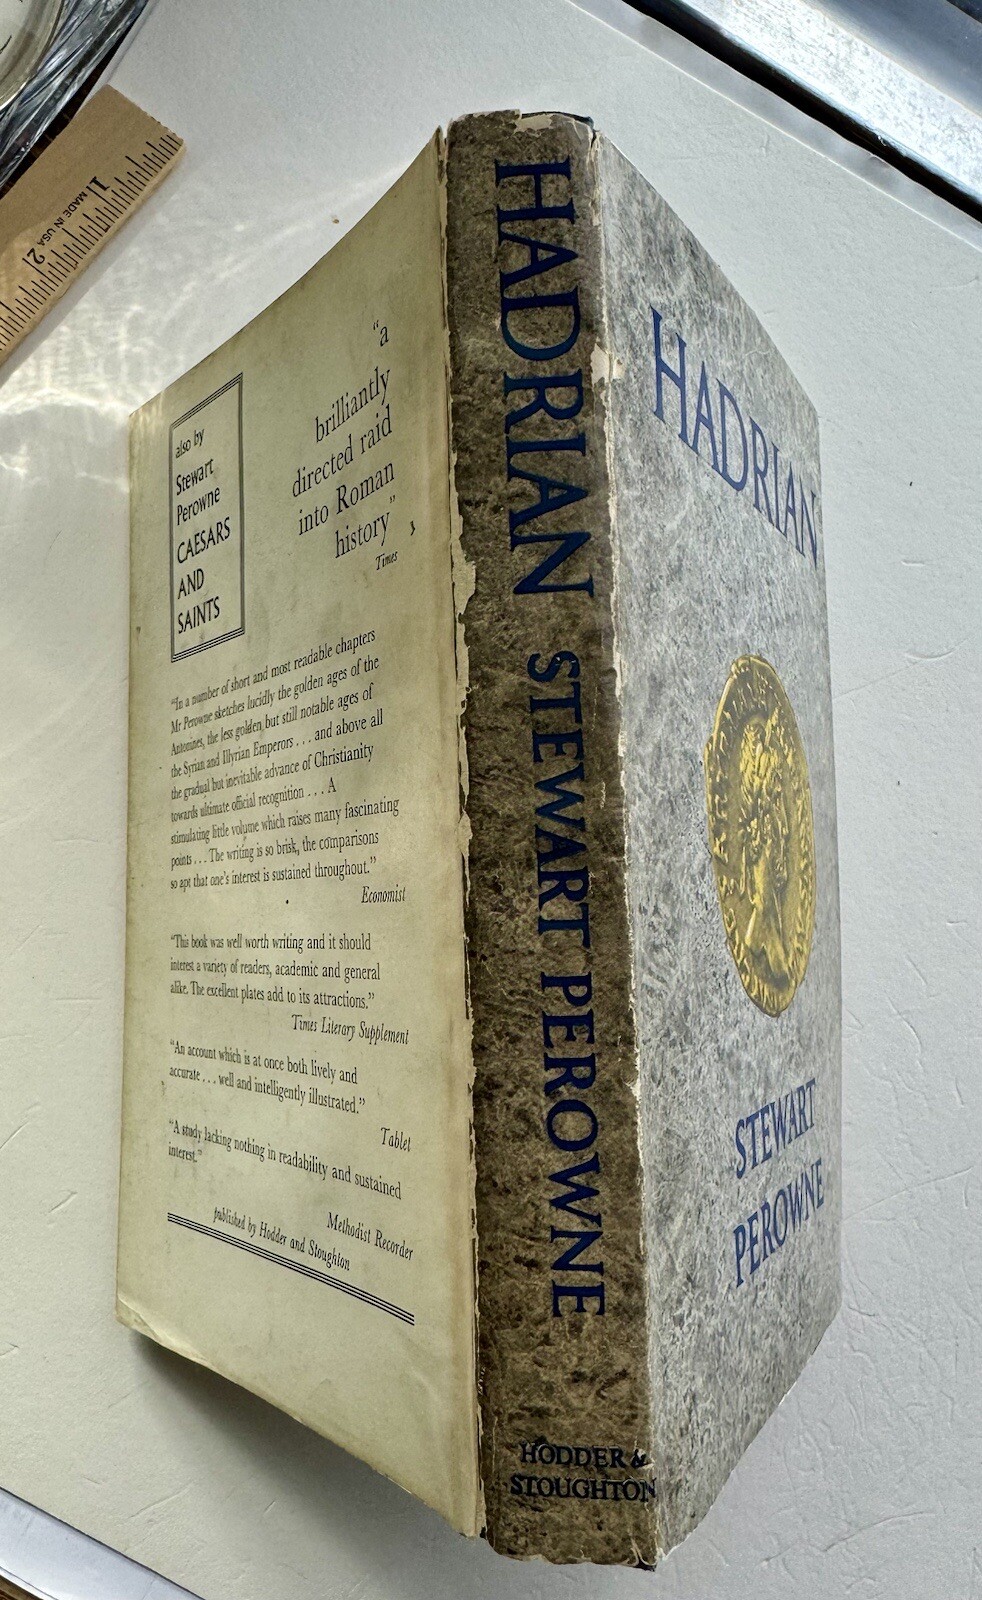 1 MADE IN USA
2
also by
Stewart
Perowne
CAESARS
AND
SAINTS
"a
brilliantly
directed raid
into Roman
history"
Times
"In a number of short and most readable chapters
Mr Perowne sketches lucidly the golden ages of the
Antonines, the less golden but still notable ages of
the Syrian and Illyrian Emperors . . . and above all
the gradual but inevitable advance of Christianity
towards ultimate official recognition . . . A
stimulating little volume which raises many fascinating
points . . . The writing is so brisk, the comparisons
so apt that one's interest is sustained throughout."
Economist
"This book was well worth writing and it should
interest a variety of readers, academic and general
alike. The excellent plates add to its attractions."
Times Literary Supplement
"An account which is at once both lively and
accurate . . . well and intelligently illustrated."
Tablet
"A study lacking nothing in readability and sustained
interest."
Methodist Recorder
published by Hodder and Stoughton
HADRIAN STEWART PEROWNE
HODDER &
STOUGHTON
HADRIAN
STEWART
PEROWNE